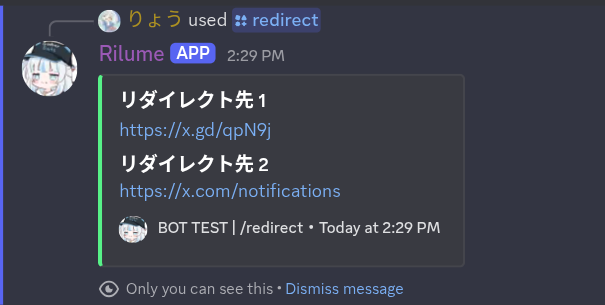 りょう used redirect
Rilume APP 2:29 PM
リダイレクト先 1
https://x.gd/qpN9j
リダイレクト先 2
https://x.com/notifications
BOT TEST | /redirect • Today at 2:29 PM
Only you can see this • Dismiss message